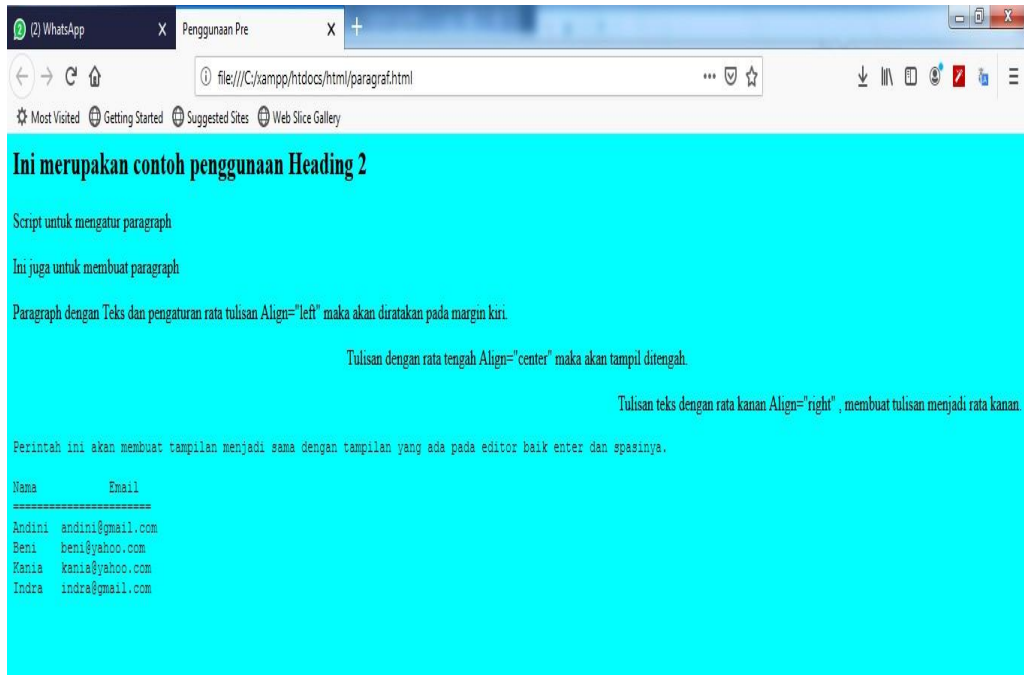 2 (2) WhatsApp X Penggunaan Pre X +
file:///C:/xampp/htdocs/html/paragraf.html
Most Visited Getting Started Suggested Sites Web Slice Gallery
Ini merupakan contoh penggunaan Heading 2
Script untuk mengatur paragraph
Ini juga untuk membuat paragraph
Paragraph dengan Teks dan pengaturan rata tulisan Align="left" maka akan diratakan pada margin kiri.
Tulisan dengan rata tengah Align="center" maka akan tampil ditengah.
Tulisan teks dengan rata kanan Align="right" , membuat tulisan menjadi rata kanan.
Perintah ini akan membuat tampilan menjadi sama dengan tampilan yang ada pada editor baik enter dan spasinya.
Nama Email
=======================
Andini andini@gmail.com
Beni beni@yahoo.com
Kania kania@yahoo.com
Indra indra@gmail.com